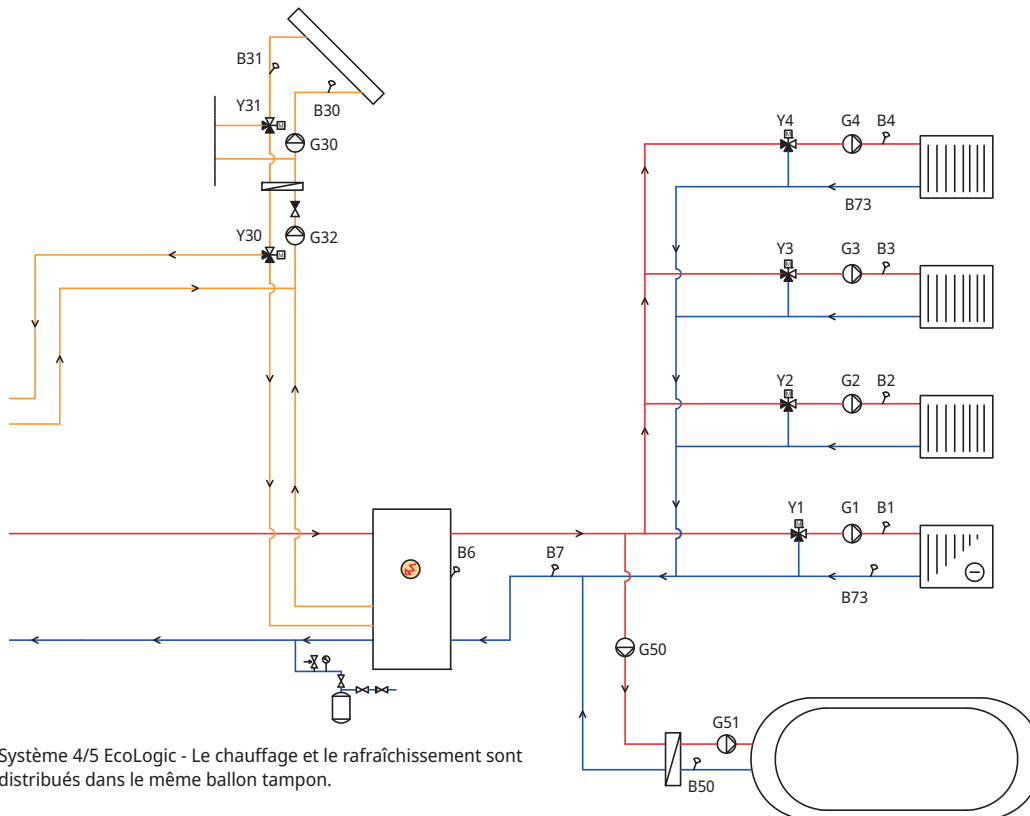 B31
B30
Y31
G30
Y30
G32
Y4
G4
B4
B73
Y3
G3
B3
Y2
G2
B2
Y1
G1
B1
B73
B6
B7
G50
G51
B50
M
M
M
M
M
M
Système 4/5 EcoLogic - Le chauffage et le rafraîchissement sont
distribués dans le même ballon tampon.